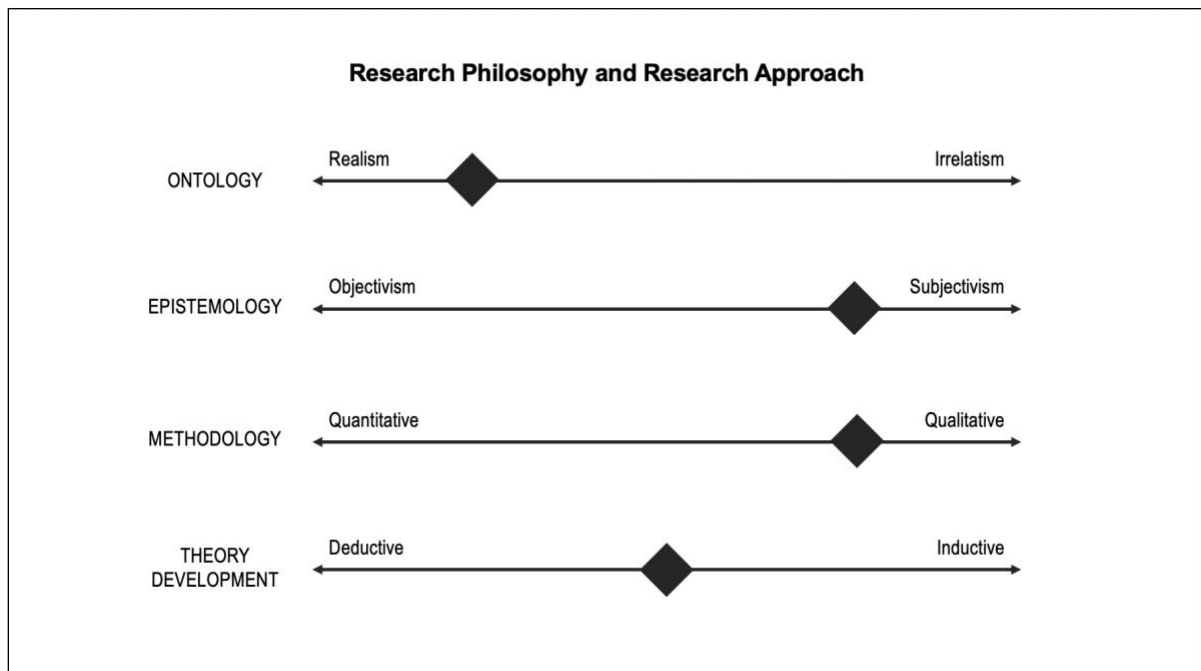 Research Philosophy and Research Approach
Realism
Irrelatism
ONTOLOGY
Objectivism
Subjectivism
EPISTEMOLOGY
Quantitative
Qualitative
METHODOLOGY
Deductive
Inductive
THEORY
DEVELOPMENT